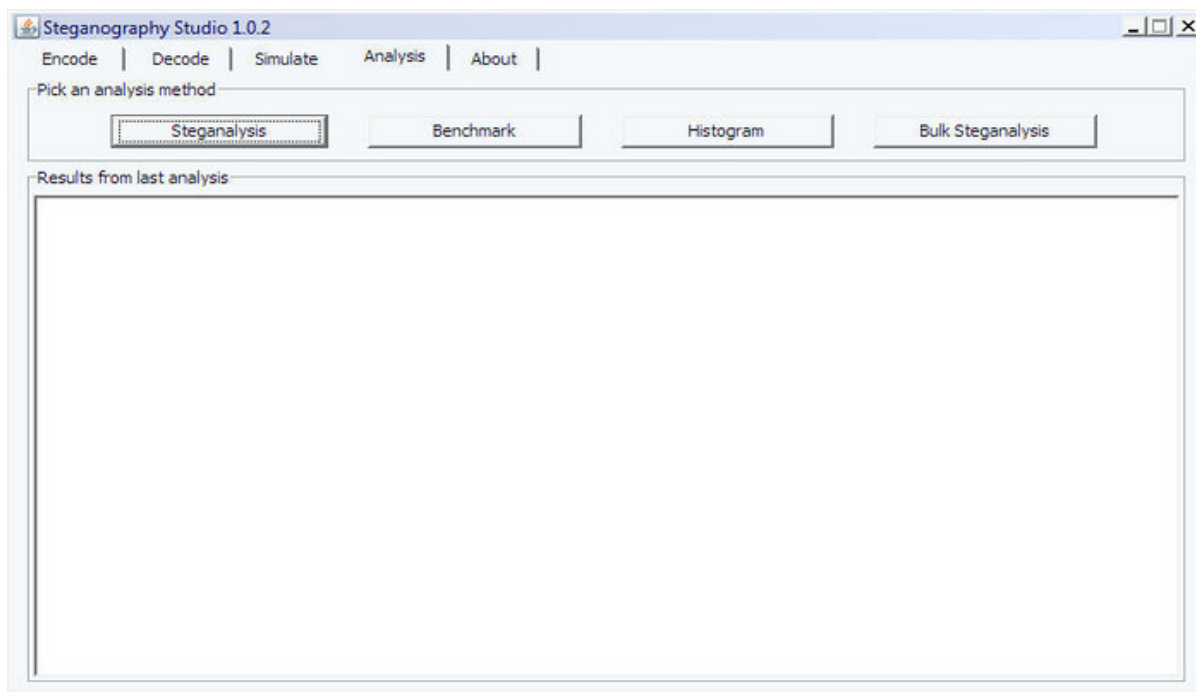 Steganography Studio 1.0.2
Encode Decode Simulate Analysis About
Pick an analysis method
Steganalysis Benchmark Histogram Bulk Steganalysis
Results from last analysis